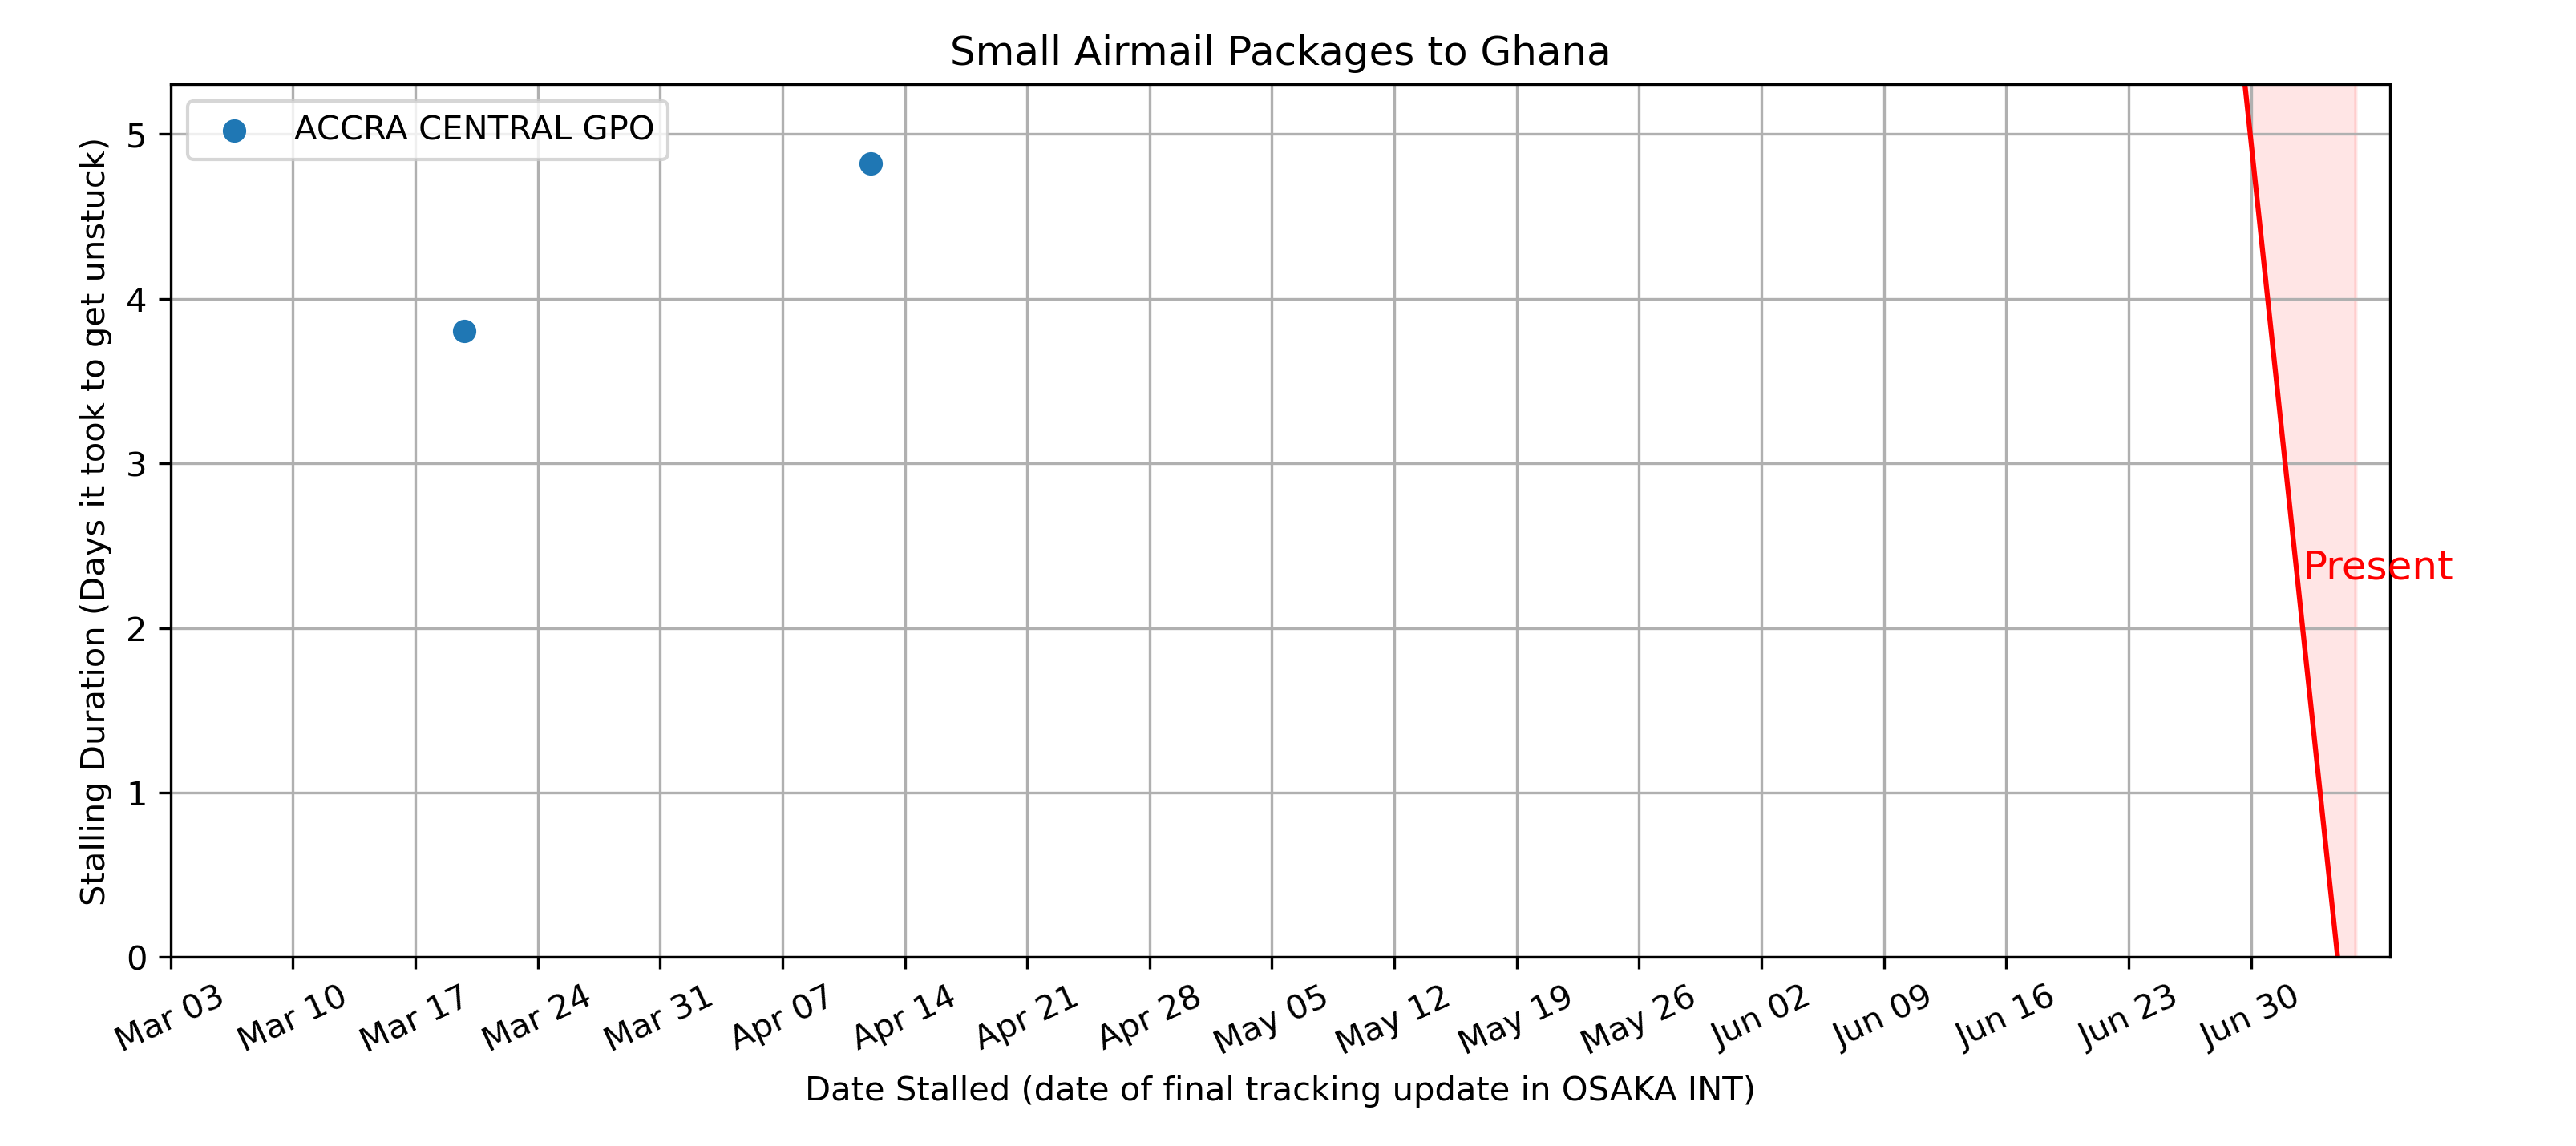 Small Airmail Packages to Ghana
ACCRA CENTRAL GPO
Stalling Duration (Days it took to get unstuck)
5
4
3
2
1
0
Present
Mar 03
Mar 10
Mar 17
Mar 24
Mar 31
Apr 07
Apr 14
Apr 21
Apr 28
May 05
May 12
May 19
May 26
Jun 02
Jun 09
Jun 16
Jun 23
Jun 30
Date Stalled (date of final tracking update in OSAKA INT)